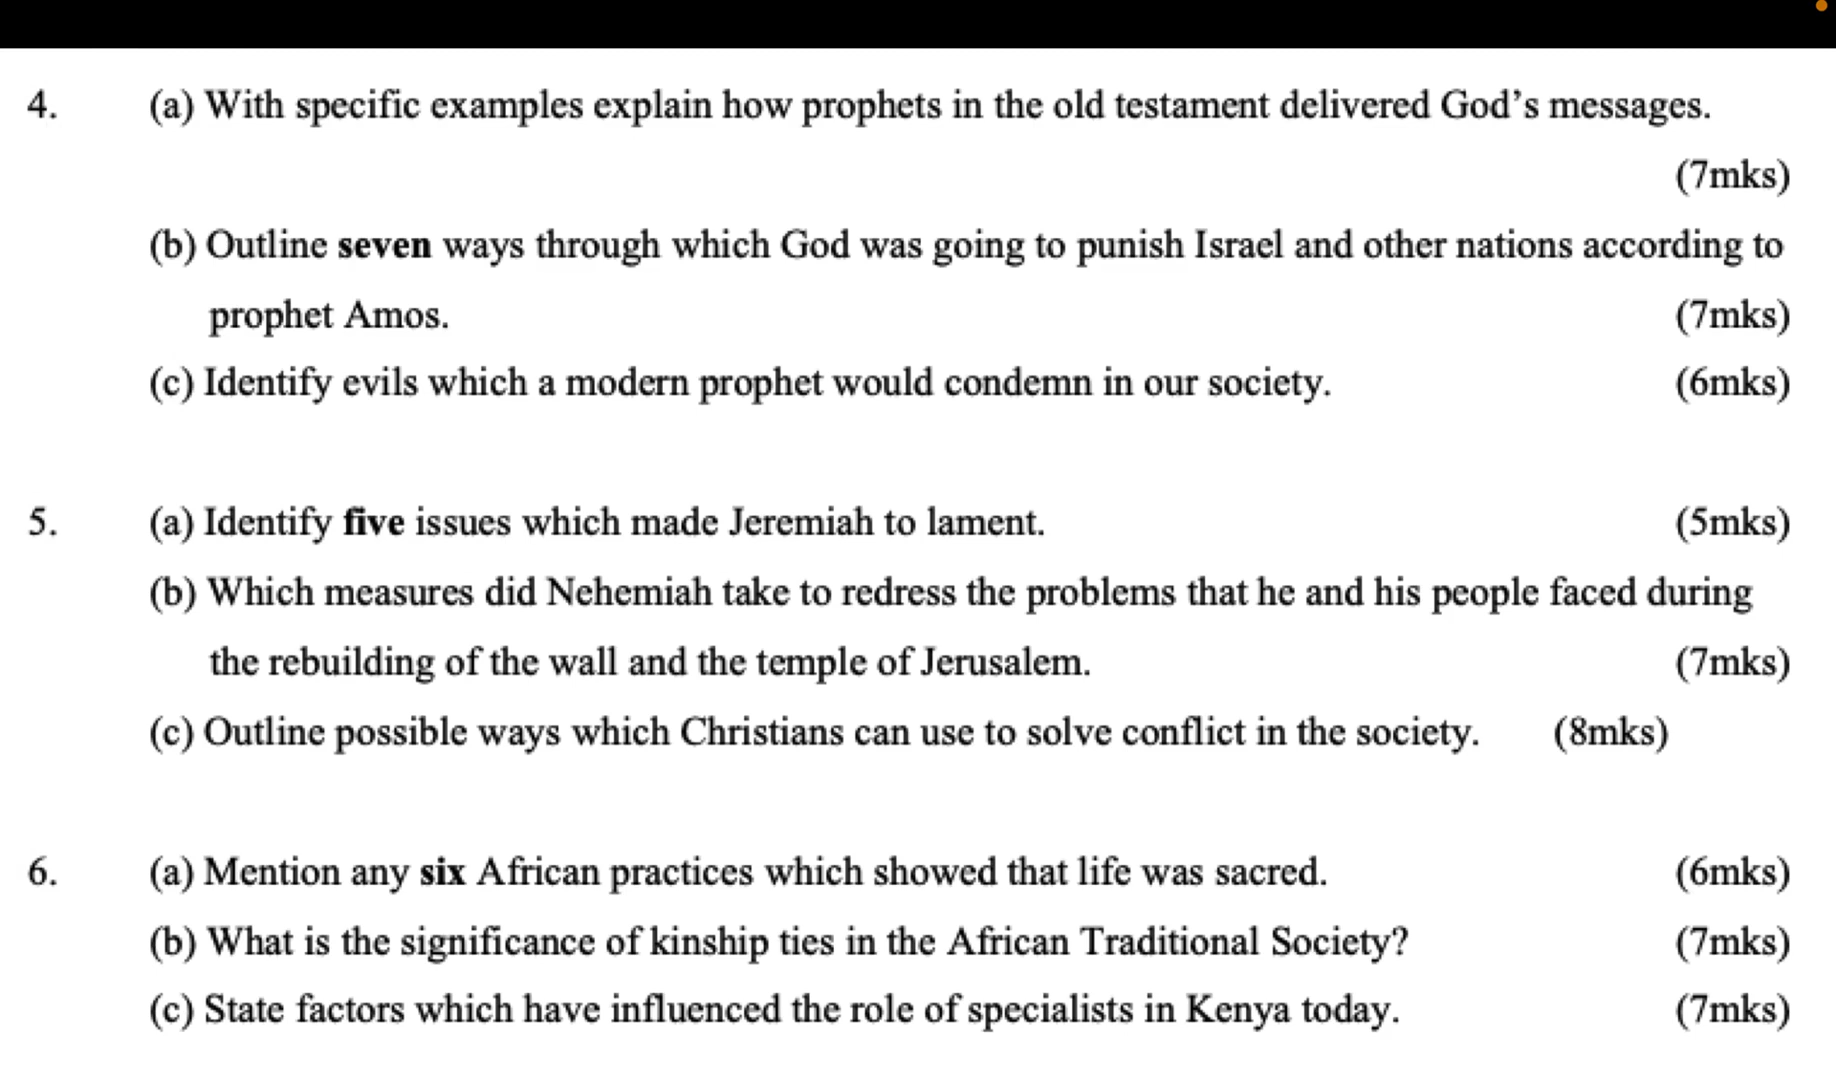 4. (a) With specific examples explain how prophets in the old testament delivered God’s messages.
(7mks)
(b) Outline seven ways through which God was going to punish Israel and other nations according to
prophet Amos. (7mks)
(c) Identify evils which a modern prophet would condemn in our society. (6mks)
5. (a) Identify five issues which made Jeremiah to lament. (5mks)
(b) Which measures did Nehemiah take to redress the problems that he and his people faced during
the rebuilding of the wall and the temple of Jerusalem. (7mks)
(c) Outline possible ways which Christians can use to solve conflict in the society. (8mks)
6. (a) Mention any six African practices which showed that life was sacred. (6mks)
(b) What is the significance of kinship ties in the African Traditional Society? (7mks)
(c) State factors which have influenced the role of specialists in Kenya today. (7mks)